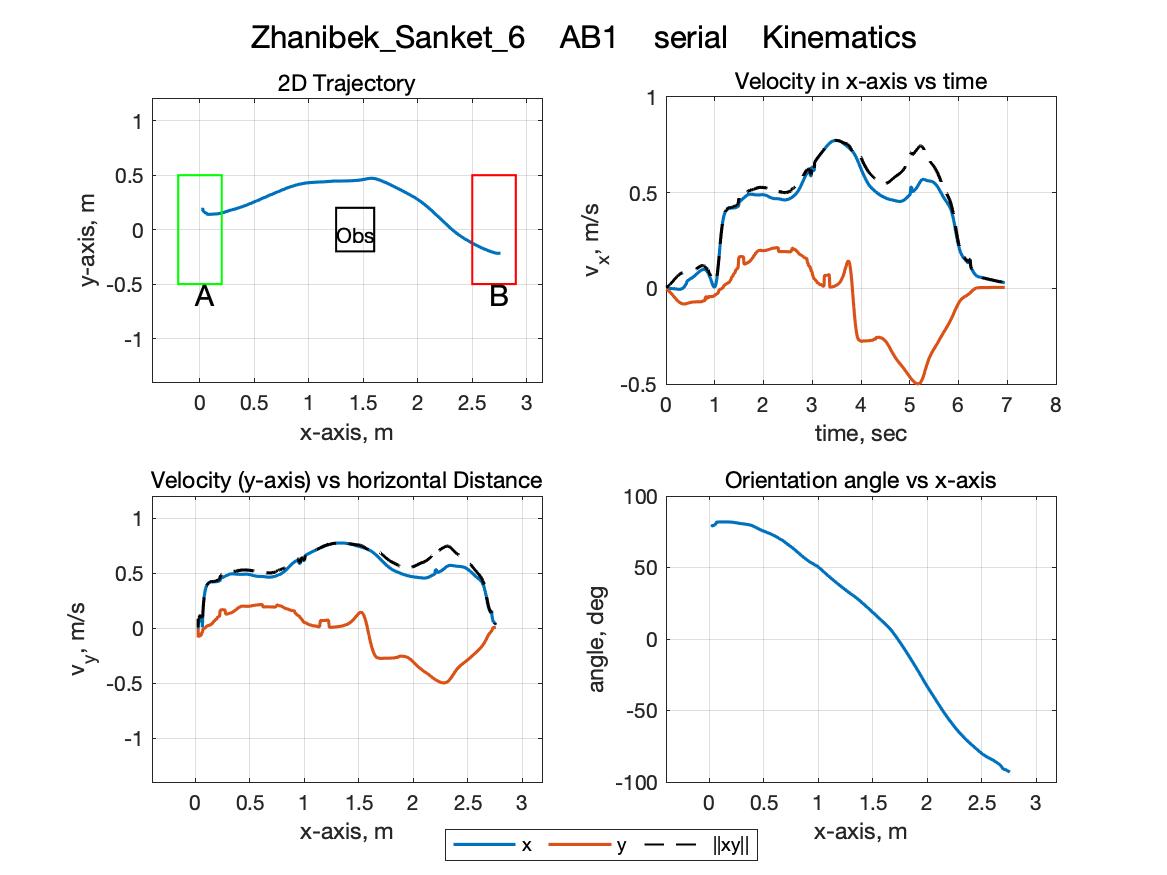 Zhanibek_Sanket_6 AB1 serial Kinematics
2D Trajectory
1
0.5
0
-0.5
-1
y-axis, m
A
Obs
B
0 0.5 1 1.5 2 2.5 3
x-axis, m
Velocity in x-axis vs time
1
0.5
0
-0.5
v_x, m/s
0 1 2 3 4 5 6 7 8
time, sec
Velocity (y-axis) vs horizontal Distance
1
0.5
0
-0.5
-1
v_y, m/s
0 0.5 1 1.5 2 2.5 3
x-axis, m
Orientation angle vs x-axis
100
50
0
-50
-100
angle, deg
0 0.5 1 1.5 2 2.5 3
x-axis, m
x y ||xy||